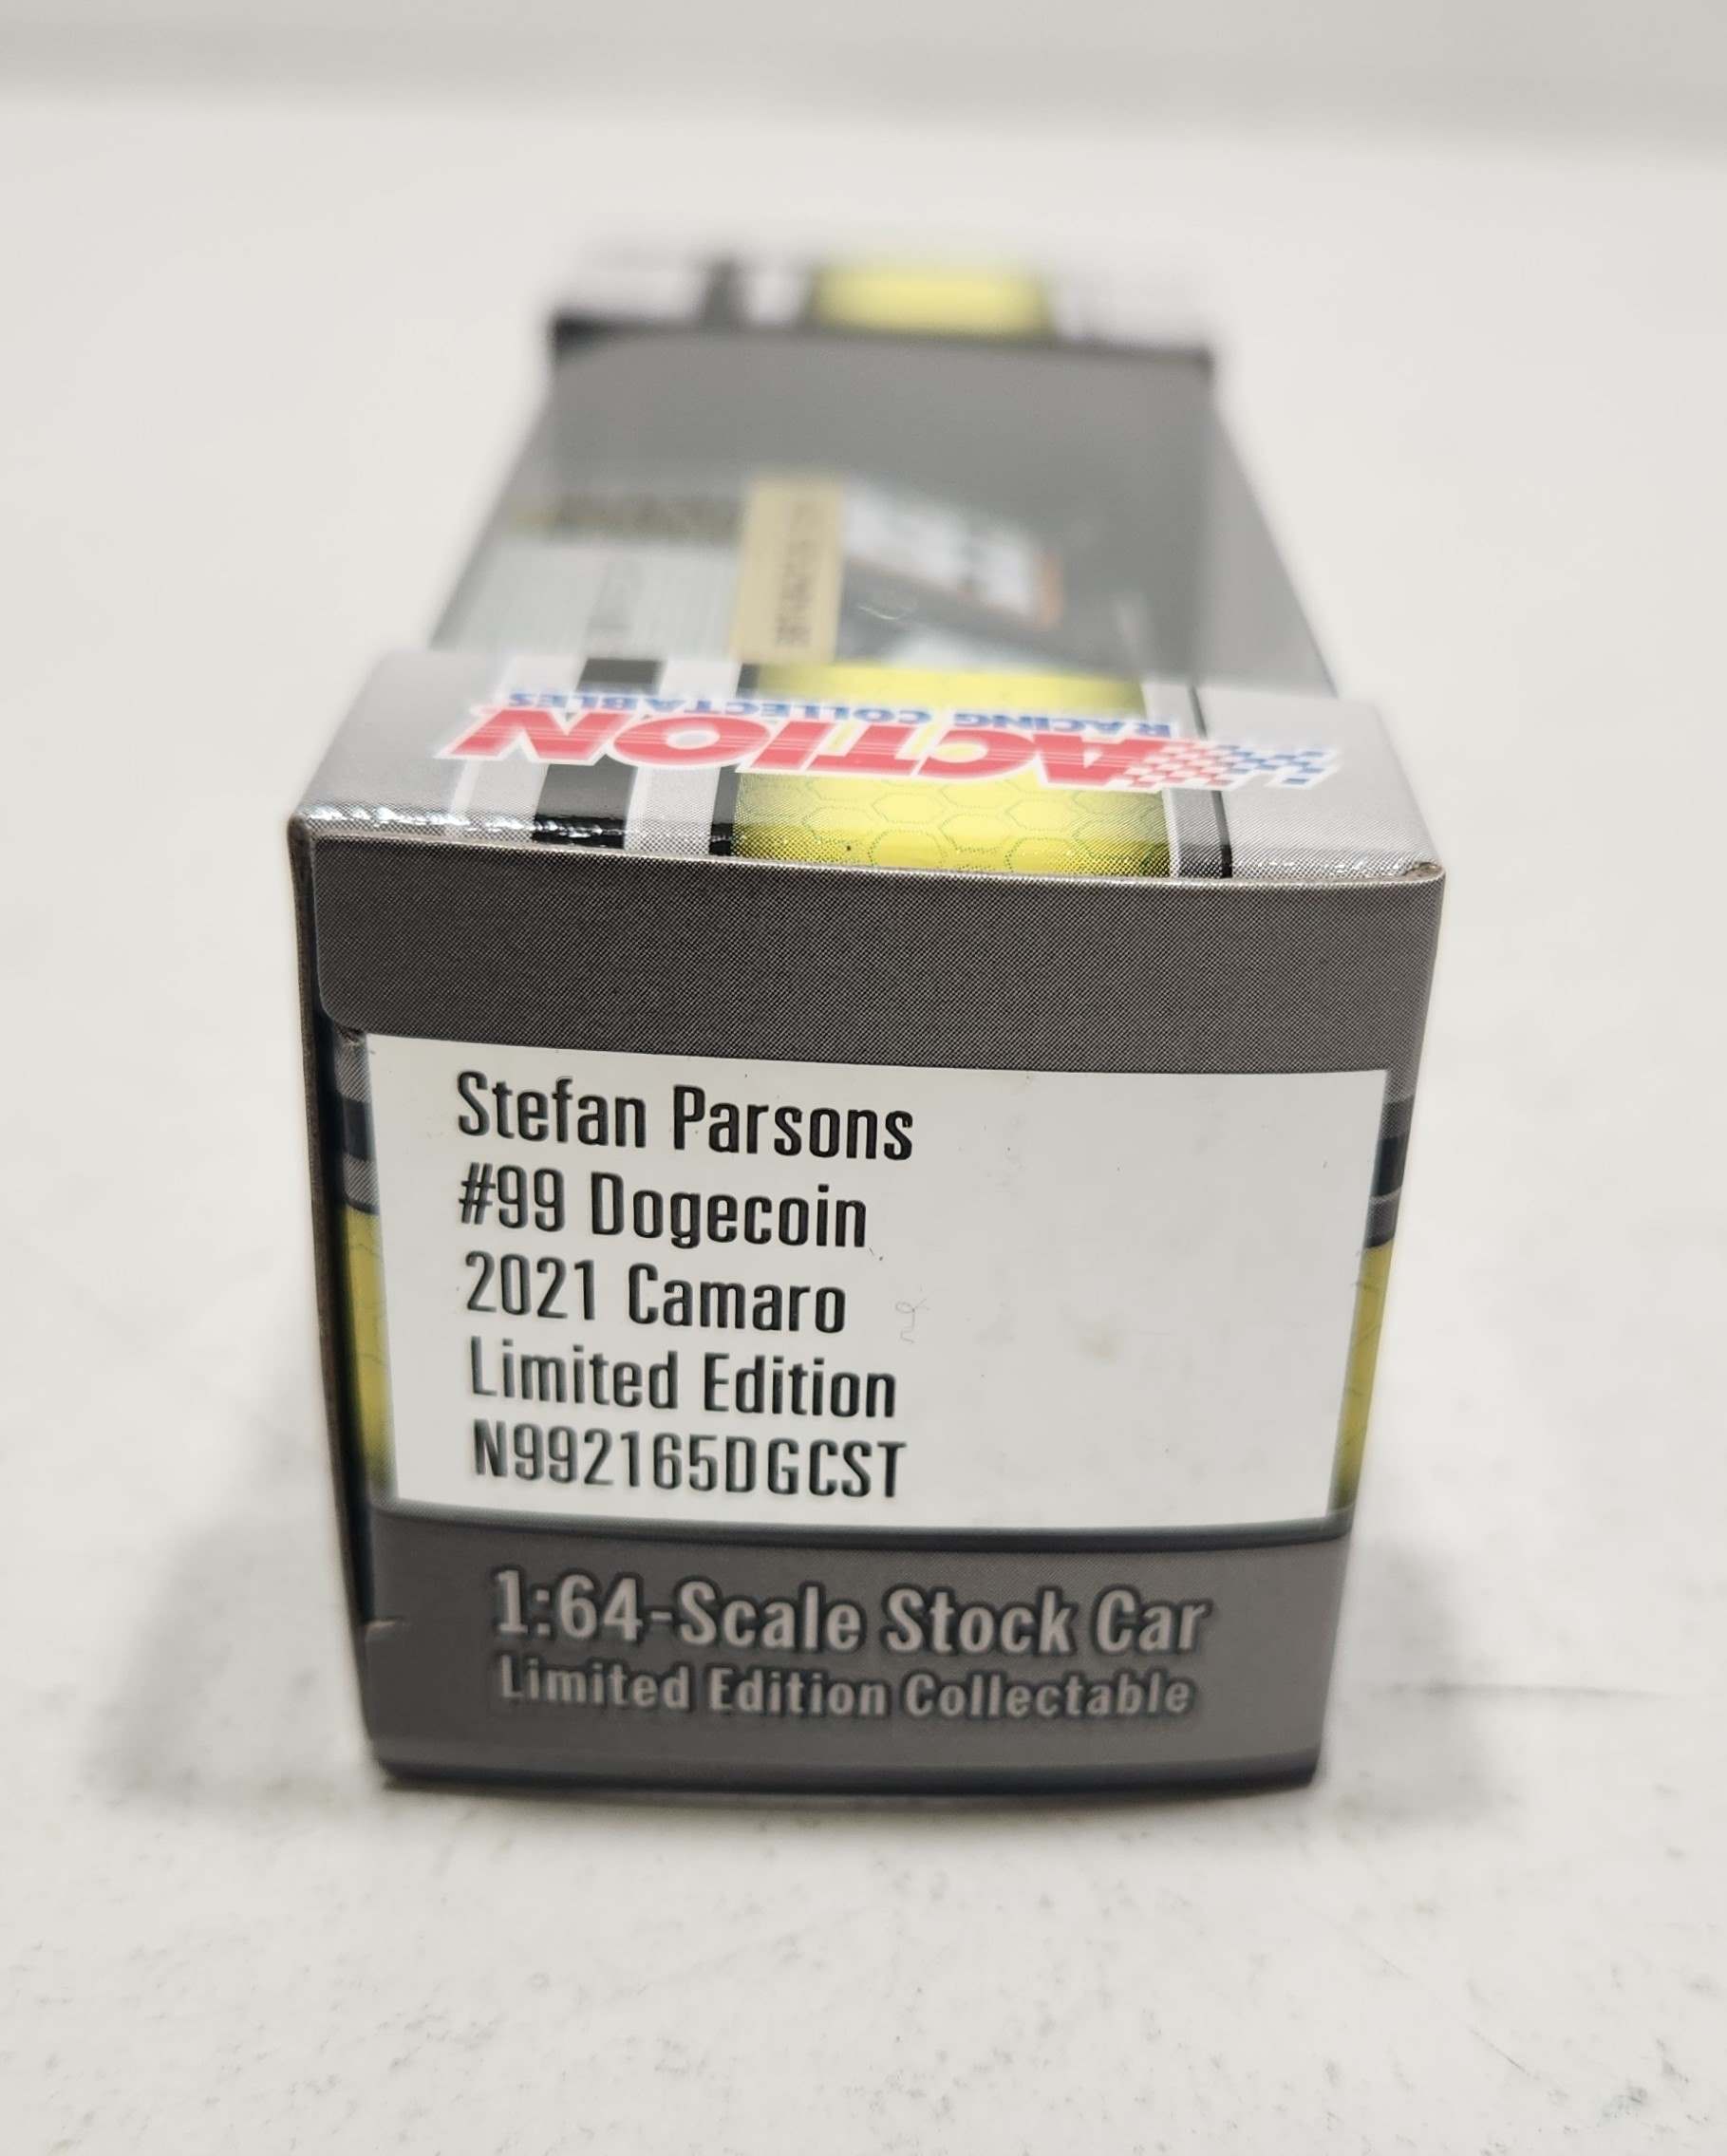 ACTION
RACING COLLECTABLES
Stefan Parsons
#99 Dogecoin
2021 Camaro
Limited Edition
N992165DGCST
1:64-Scale Stock Car
Limited Edition Collectable